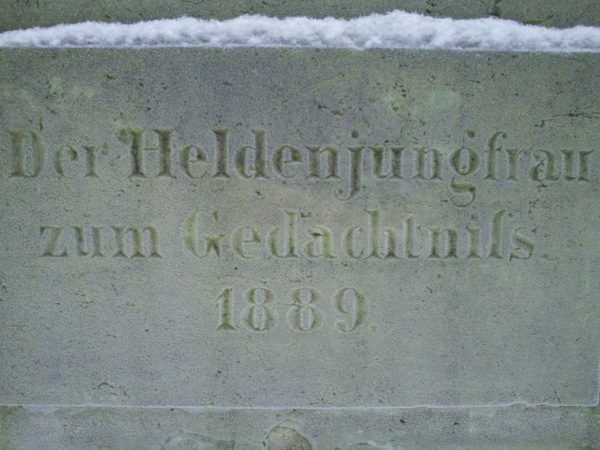 Der Heldenjungfrau
zum Gedächtniſs.
1889.